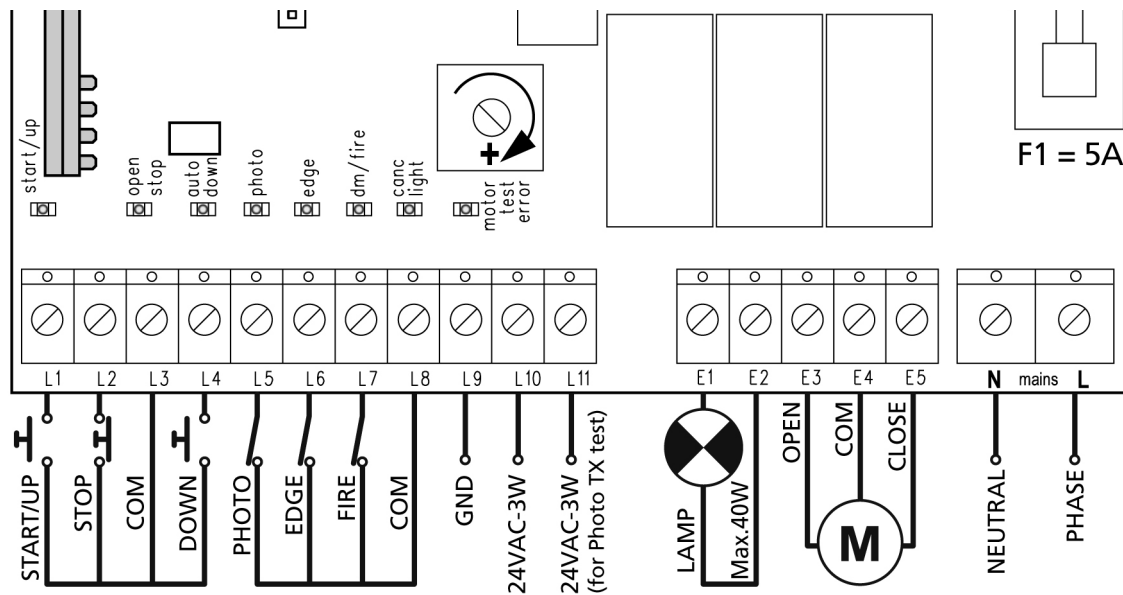 F1 = 5A
start/up
open
stop
auto
down
photo
edge
dm/fire
canc
light
+
motor
test
error
L1
L2
L3
L4
L5
L6
L7
L8
L9
L10
L11
E1
E2
E3
E4
E5
N
mains
L
START/UP
STOP
COM
DOWN
PHOTO
EDGE
FIRE
COM
GND
24VAC-3W
24VAC-3W
(for Photo TX test)
LAMP
Max.40W
OPEN
COM
CLOSE
M
NEUTRAL
PHASE